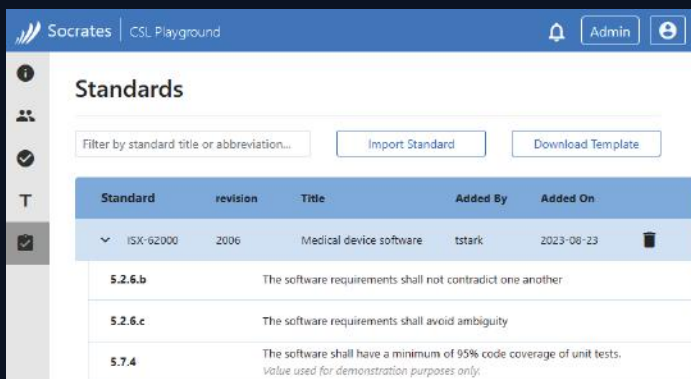 Socrates | CSL Playground Admin
Standards
Filter by standard title or abbreviation... Import Standard Download Template
Standard revision Title Added By Added On
ISX-62000 2006 Medical device software tstark 2023-08-23
5.2.6.b The software requirements shall not contradict one another
5.2.6.c The software requirements shall avoid ambiguity
5.7.4 The software shall have a minimum of 95% code coverage of unit tests.
Value used for demonstration purposes only.